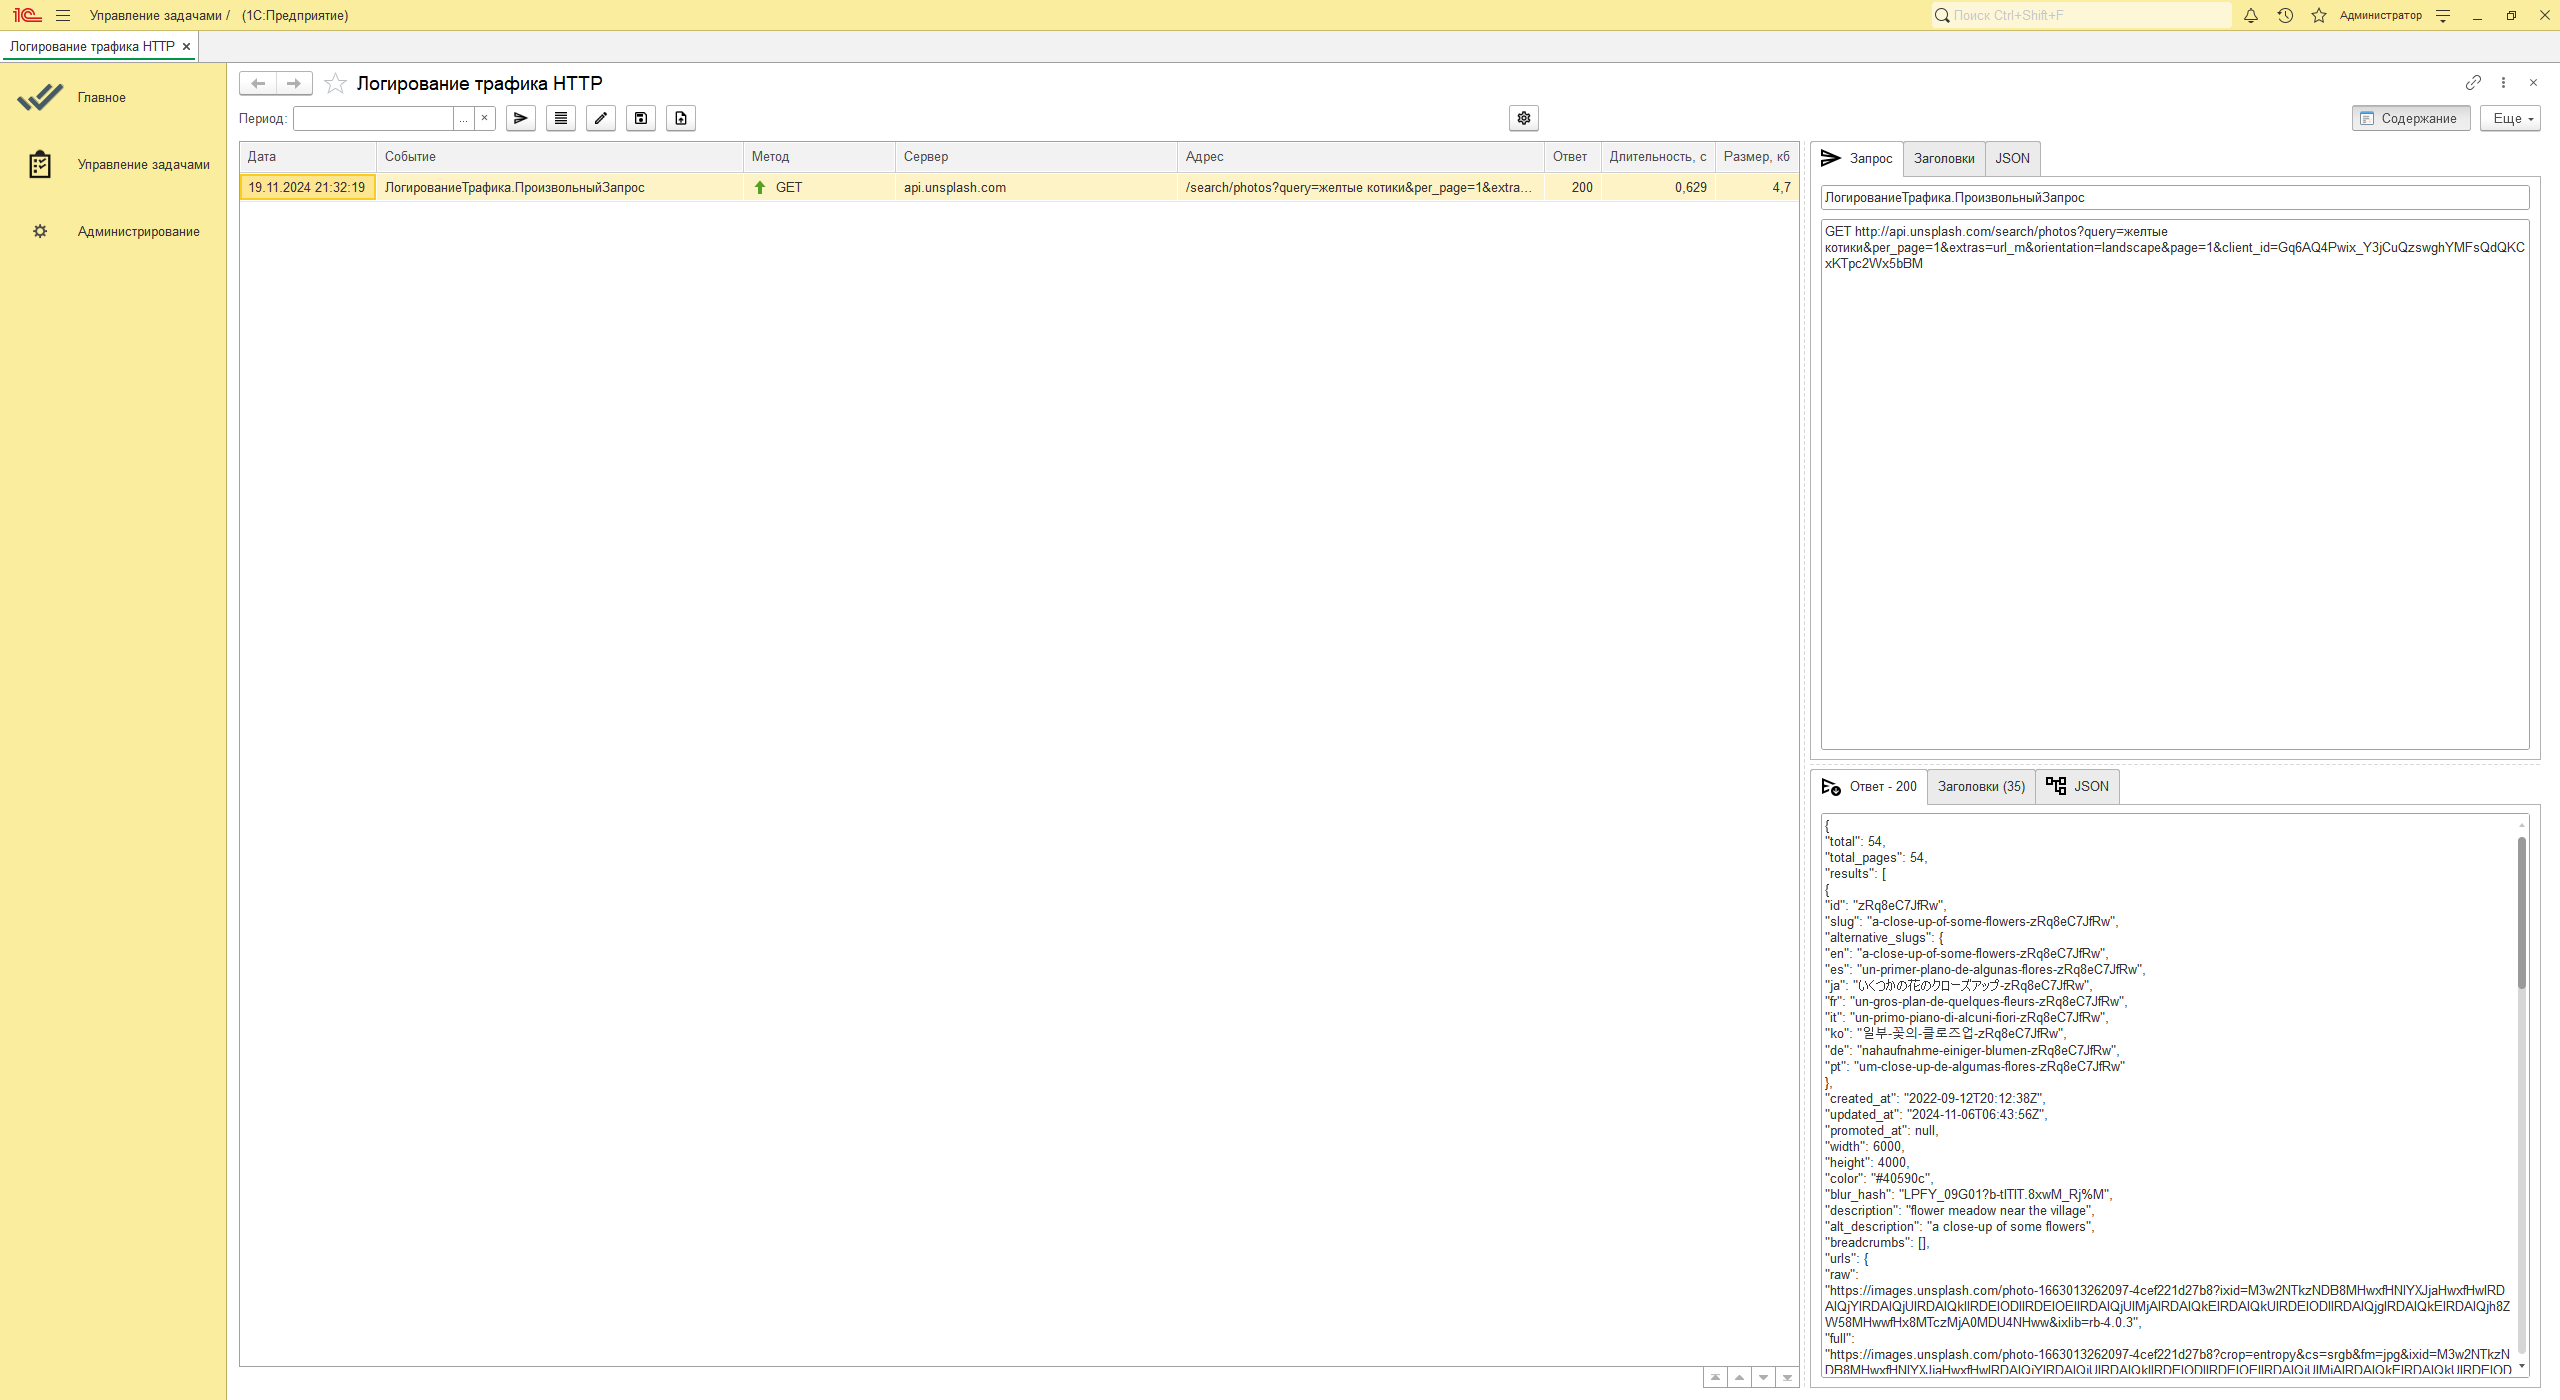 Управление задачами / (1С:Предприятие)
Поиск Ctrl+Shift+F
Администратор
Логирование трафика HTTP
Главное
Управление задачами
Администрирование
Логирование трафика HTTP
Период:
Содержание
Еще
Дата Событие Метод Сервер Адрес Ответ Длительность, с Размер, кб
19.11.2024 21:32:19 ЛогированиеТрафика.ПроизвольныйЗапрос GET api.unsplash.com /search/photos?query=желтые котики&per_page=1&extra... 200 0,629 4,7
Запрос Заголовки JSON
ЛогированиеТрафика.ПроизвольныйЗапрос
GET http://api.unsplash.com/search/photos?query=желтые
котики&per_page=1&extras=url_m&orientation=landscape&page=1&client_id=Gq6AQ4Pwix_Y3jCuQzswghYMFsQdQKC
xKTpc2Wx5bBM
Ответ - 200 Заголовки (35) JSON
{
"total": 54,
"total_pages": 54,
"results": [
{
"id": "zRq8eC7JfRw",
"slug": "a-close-up-of-some-flowers-zRq8eC7JfRw",
"alternative_slugs": {
"en": "a-close-up-of-some-flowers-zRq8eC7JfRw",
"es": "un-primer-plano-de-algunas-flores-zRq8eC7JfRw",
"ja": "いくつかの花のクローズアップ-zRq8eC7JfRw",
"fr": "un-gros-plan-de-quelques-fleurs-zRq8eC7JfRw",
"it": "un-primo-piano-di-alcuni-fiori-zRq8eC7JfRw",
"ko": "일부-꽃의-클로즈업-zRq8eC7JfRw",
"de": "nahaufnahme-einiger-blumen-zRq8eC7JfRw",
"pt": "um-close-up-de-algumas-flores-zRq8eC7JfRw"
},
"created_at": "2022-09-12T20:12:38Z",
"updated_at": "2024-11-06T06:43:56Z",
"promoted_at": null,
"width": 6000,
"height": 4000,
"color": "#40590c",
"blur_hash": "LPFY_09G01?b-tITIT.8xwM_Rj%M",
"description": "flower meadow near the village",
"alt_description": "a close-up of some flowers",
"breadcrumbs": [],
"urls": {
"raw":
"https://images.unsplash.com/photo-1663013262097-4cef221d27b8?ixid=M3w2NTkzNDB8MHwxfHNlYXJjaHwxfHwlRD
AlQjYlRDAlQjUlRDAlQkIlRDElODIlRDElOEIlRDAlQjUlMjAlRDAlQkElRDAlQkUlRDElODIlRDAlQjglRDAlQkElRDAlQjh8Z
W58MHwwfHx8MTczMjA0MDU4NHww&ixlib=rb-4.0.3",
"full":
"https://images.unsplash.com/photo-1663013262097-4cef221d27b8?crop=entropy&cs=srgb&fm=jpg&ixid=M3w2NTkzN
DB8MHwxfHNlYXJjaHwxfHwlRDAlQjYlRDAlQjUlRDAlQkIlRDElODIlRDElOEIlRDAlQjUlMjAlRDAlQkElRDAlQkUlRDElOD